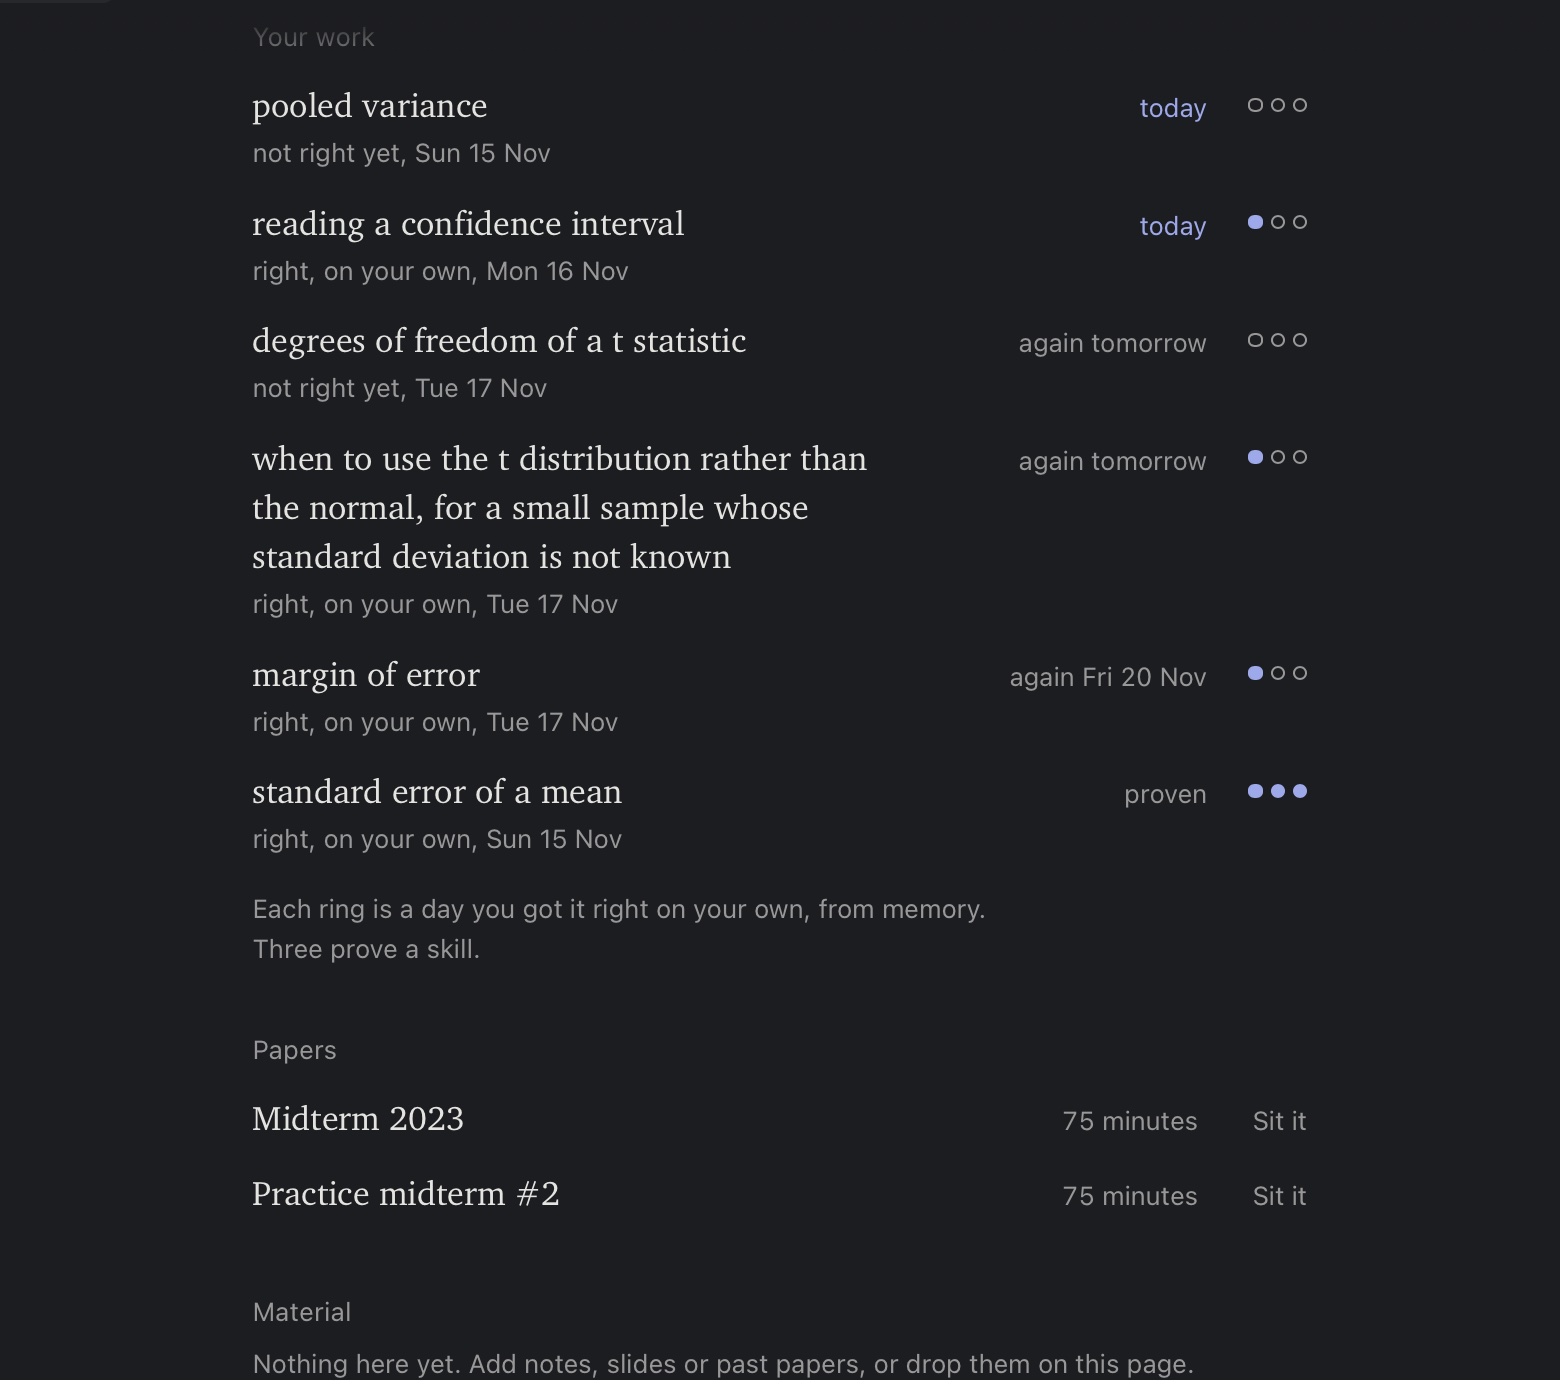 Your work
pooled variance
today
not right yet, Sun 15 Nov
reading a confidence interval
today
right, on your own, Mon 16 Nov
degrees of freedom of a t statistic
again tomorrow
not right yet, Tue 17 Nov
when to use the t distribution rather than
again tomorrow
the normal, for a small sample whose
standard deviation is not known
right, on your own, Tue 17 Nov
margin of error
again Fri 20 Nov
right, on your own, Tue 17 Nov
standard error of a mean
proven
right, on your own, Sun 15 Nov
Each ring is a day you got it right on your own, from memory.
Three prove a skill.
Papers
Midterm 2023
75 minutes
Sit it
Practice midterm #2
75 minutes
Sit it
Material
Nothing here yet. Add notes, slides or past papers, or drop them on this page.